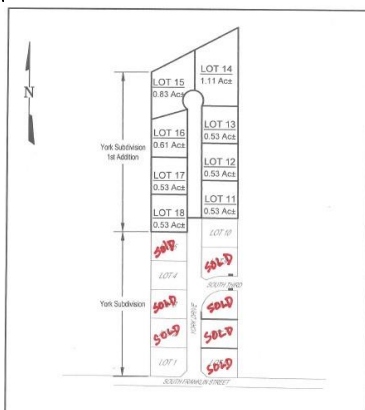 LOT 14
1.11 Ac±
LOT 15
0.83 Ac±
N
LOT 13
0.53 Ac±
LOT 16
0.61 Ac±
York Subdivision
1st Addition
LOT 12
0.53 Ac±
LOT 17
0.53 Ac±
LOT 11
0.53 Ac±
LOT 18
0.53 Ac±
LOT 10
SOLD
SOLD
LOT 4
SOUTH THIRD
York Subdivision
SOLD
SOLD
YORK DRIVE
SOLD
SOLD
LOT 1
SOLD
SOUTH FRANKLIN STREET